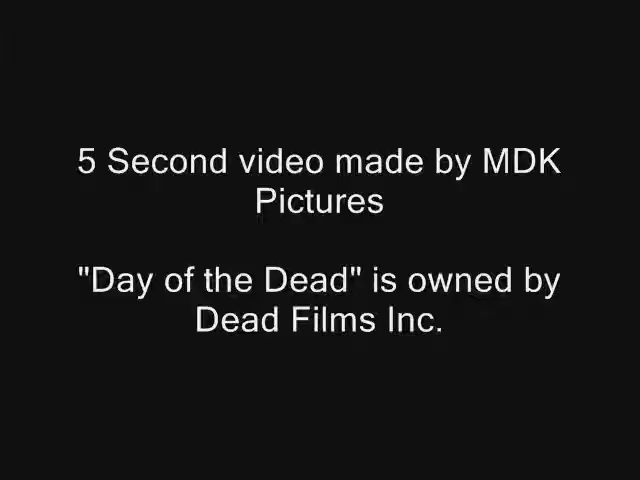 5 Second video made by MDK
Pictures
"Day of the Dead" is owned by
Dead Films Inc.